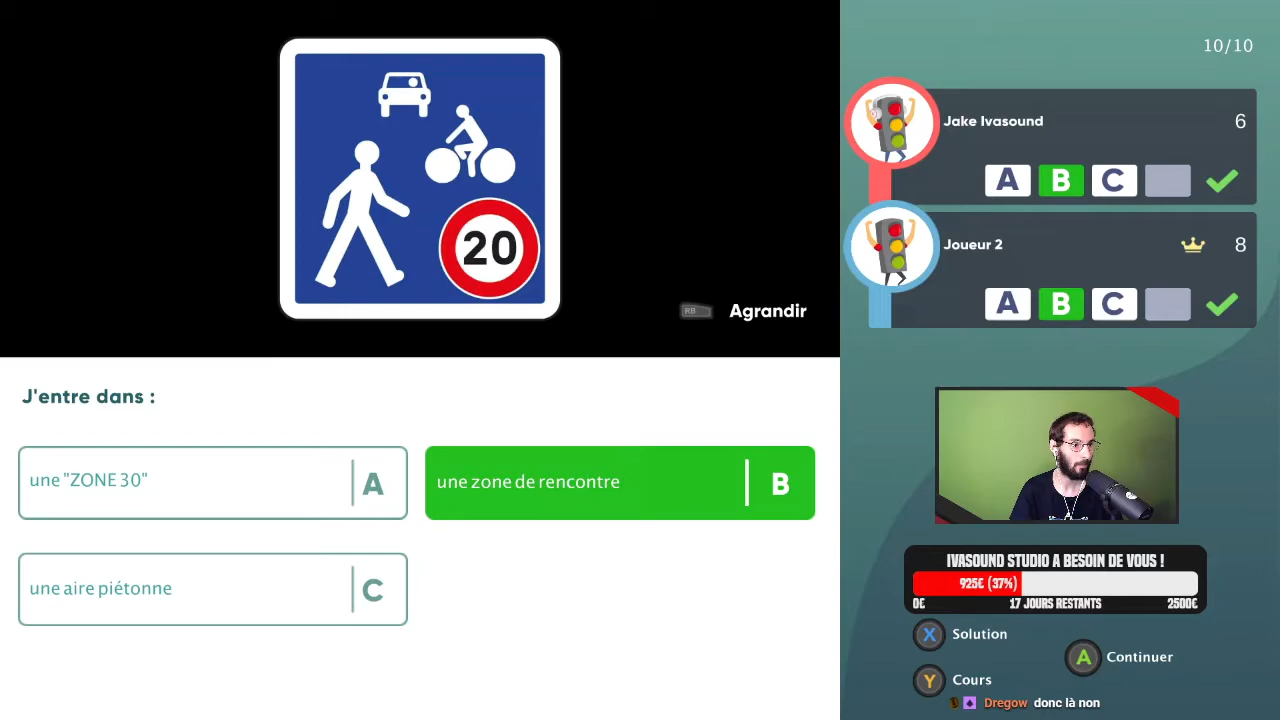 20
RB Agrandir
J'entre dans :
une "ZONE 30" A
une zone de rencontre B
une aire piétonne C
10/10
Jake Ivasound 6
A B C
Joueur 2 8
A B C
IVASOUND STUDIO A BESOIN DE VOUS !
925€ (37%)
0€ 17 JOURS RESTANTS 2500€
X Solution
A Continuer
Y Cours
Dregow donc là non